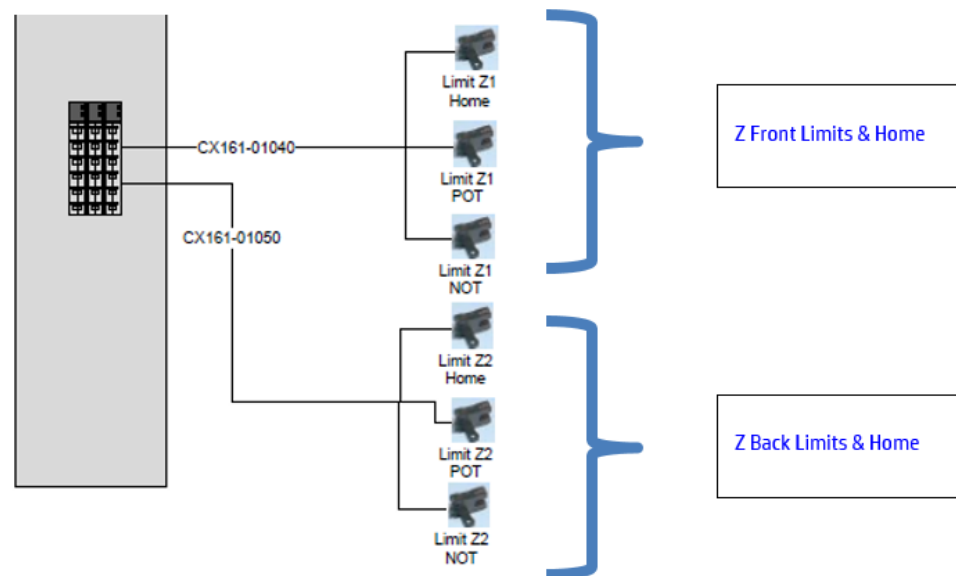 Limit Z1
Home
CX161-01040
Limit Z1
POT
Z Front Limits & Home
CX161-01050
Limit Z1
NOT
Limit Z2
Home
Limit Z2
POT
Z Back Limits & Home
Limit Z2
NOT